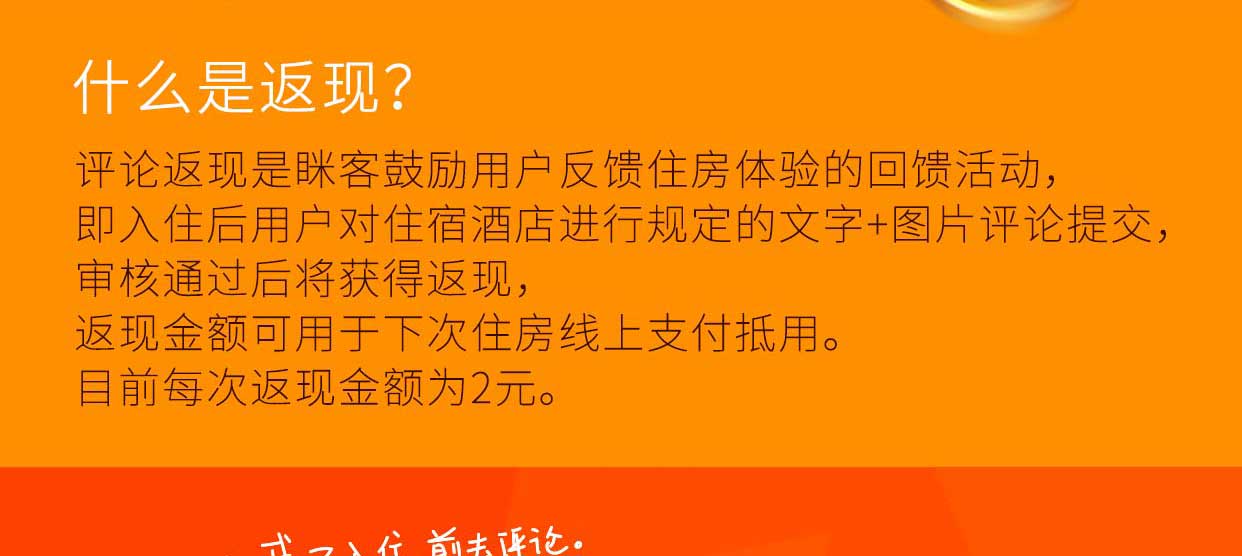 什么是返现?
评论返现是眯客鼓励用户反馈住房体验的回馈活动，
即入住后用户对住宿酒店进行规定的文字+图片评论提交，
审核通过后将获得返现，
返现金额可用于下次住房线上支付抵用。
目前每次返现金额为2元。
入住 前去评论。